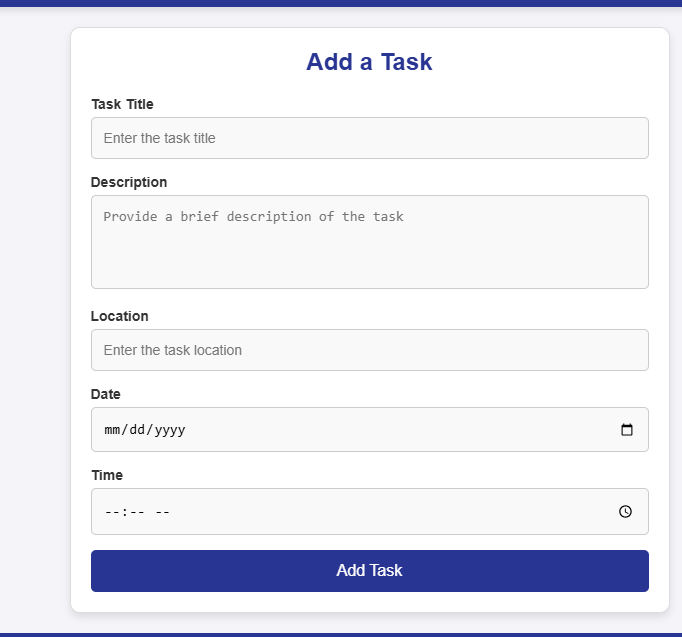 Add a Task
Task Title
Enter the task title
Description
Provide a brief description of the task
Location
Enter the task location
Date
mm/dd/yyyy
Time
--:-- --
Add Task